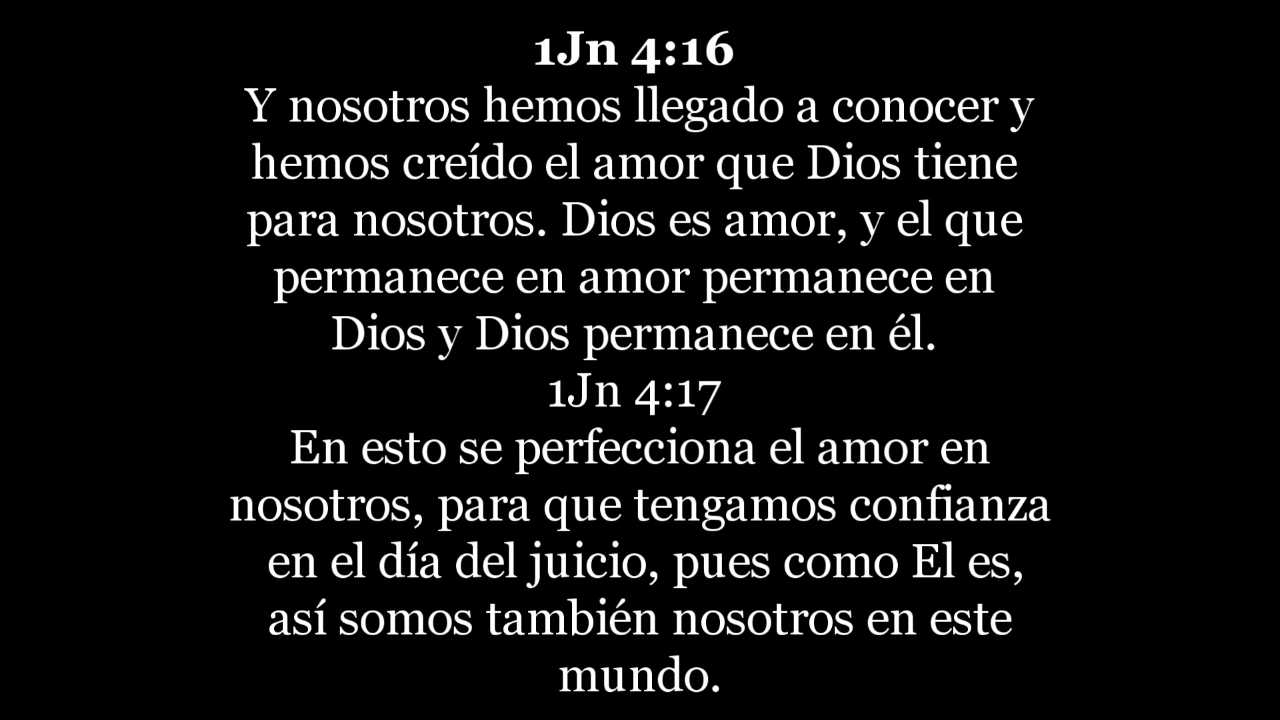 1Jn 4:16
Y nosotros hemos llegado a conocer y
hemos creído el amor que Dios tiene
para nosotros. Dios es amor, y el que
permanece en amor permanece en
Dios y Dios permanece en él.
1Jn 4:17
En esto se perfecciona el amor en
nosotros, para que tengamos confianza
en el día del juicio, pues como El es,
así somos también nosotros en este
mundo.